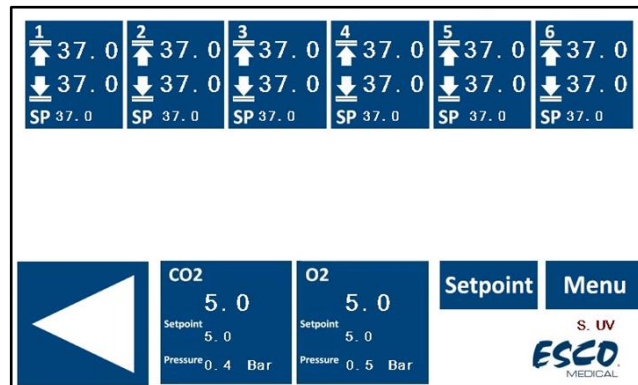 1 2 3 4 5 6
37.0 37.0 37.0 37.0 37.0 37.0
37.0 37.0 37.0 37.0 37.0 37.0
SP 37.0 SP 37.0 SP 37.0 SP 37.0 SP 37.0 SP 37.0
CO2
5.0
Setpoint
5.0
Pressure 0.4 Bar
O2
5.0
Setpoint
5.0
Pressure 0.5 Bar
Setpoint Menu
S. UV
ESCO
MEDICAL